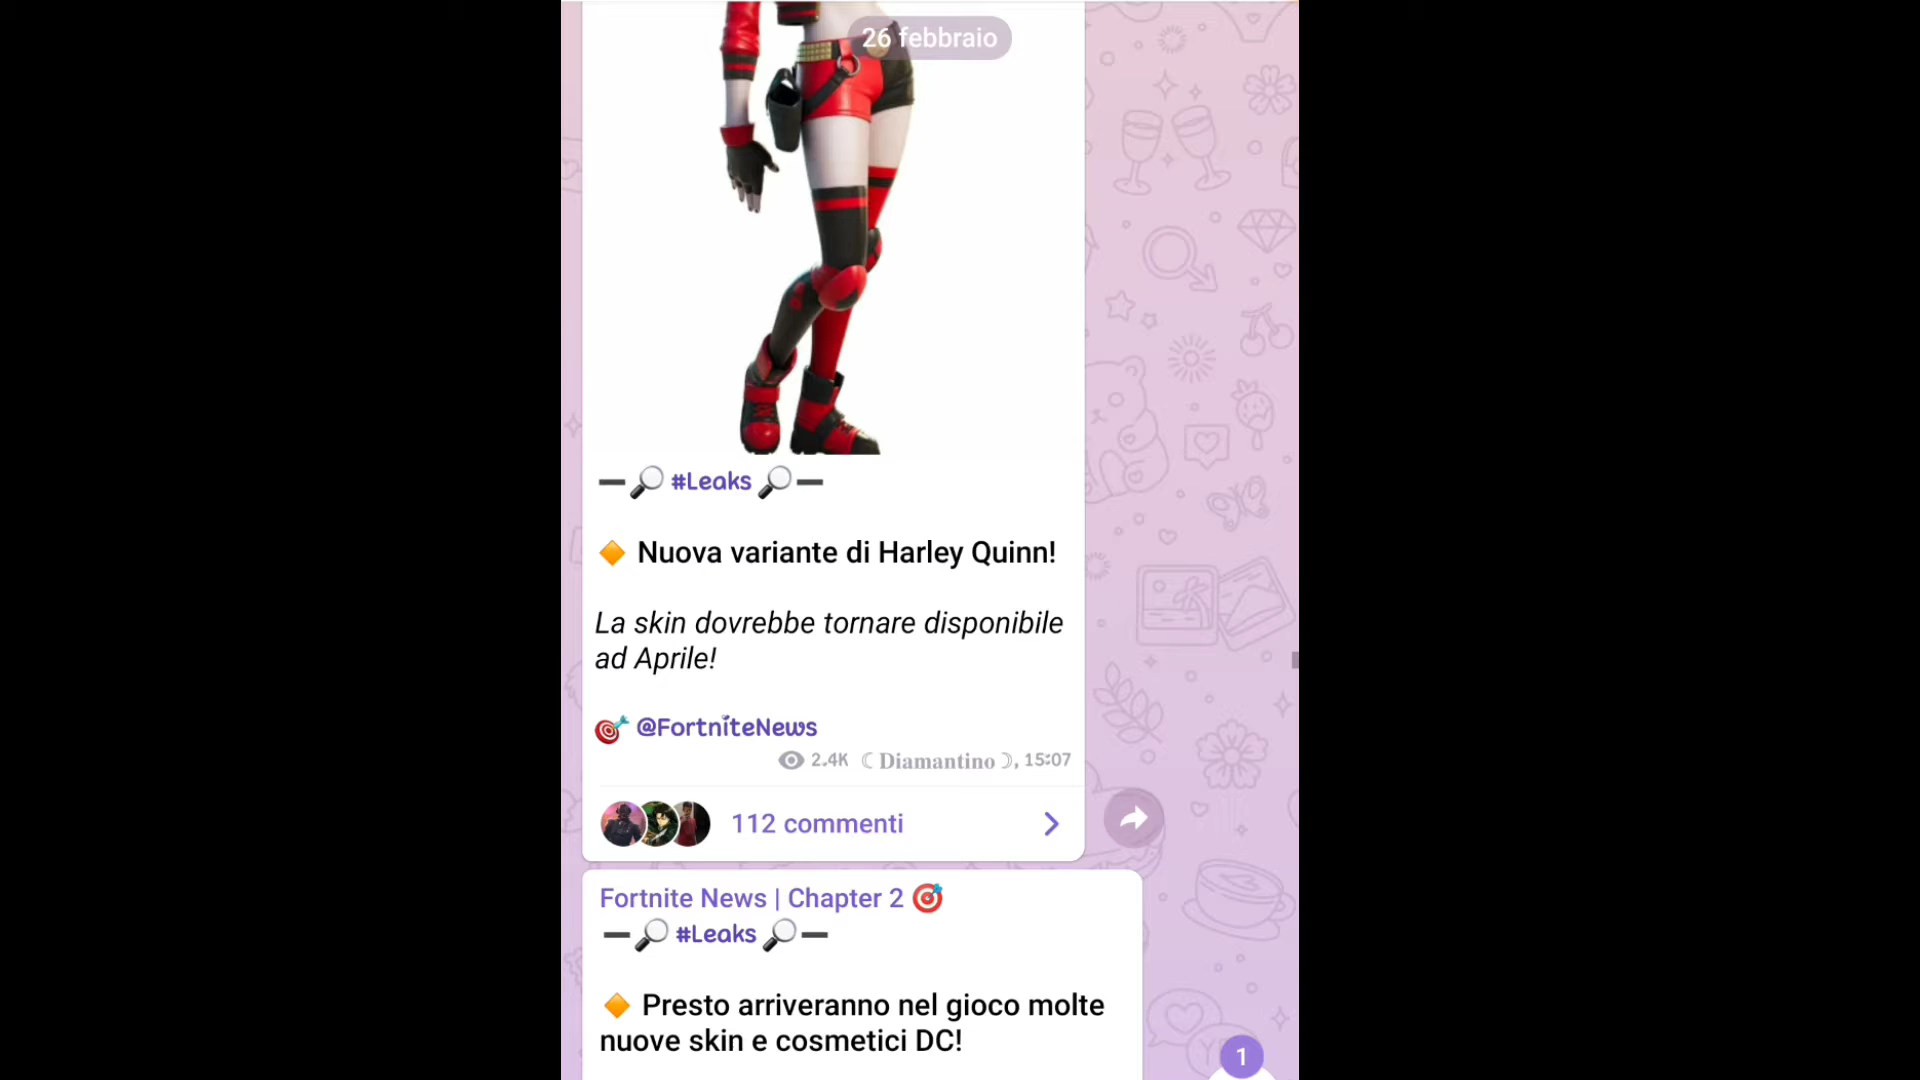 26 febbraio
#Leaks
Nuova variante di Harley Quinn!
La skin dovrebbe tornare disponibile
ad Aprile!
@FortniteNews
2.4K ☾Diamantino☽, 15:07
112 commenti
Fortnite News | Chapter 2
#Leaks
Presto arriveranno nel gioco molte
nuove skin e cosmetici DC!
1